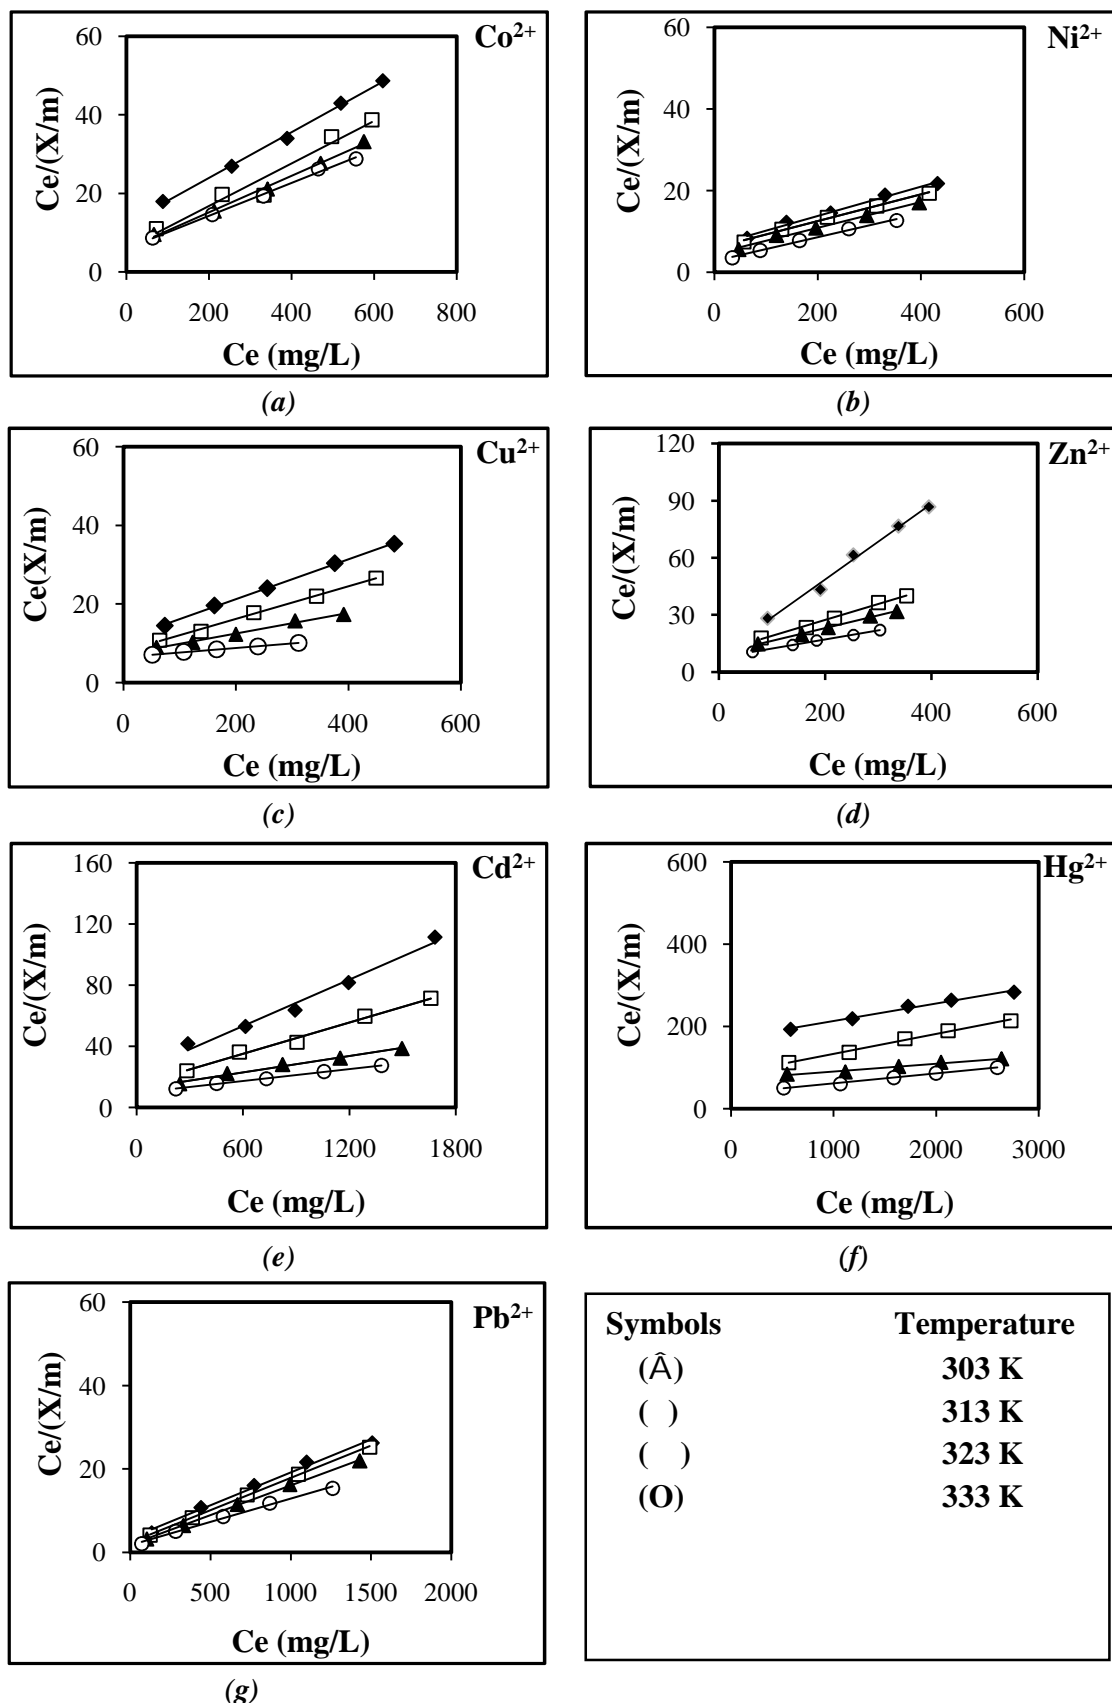 Co2+
Ce/(X/m)
60
40
20
0
0 200 400 600 800
Ce (mg/L)
(a)
Ni2+
Ce/(X/m)
60
40
20
0
0 200 400 600
Ce (mg/L)
(b)
Cu2+
Ce(X/m)
60
40
20
0
0 200 400 600
Ce (mg/L)
(c)
Zn2+
Ce/(X/m)
120
90
60
30
0
0 200 400 600
Ce (mg/L)
(d)
Cd2+
Ce/(X/m)
160
120
80
40
0
0 600 1200 1800
Ce (mg/L)
(e)
Hg2+
Ce/(X/m)
600
400
200
0
0 1000 2000 3000
Ce (mg/L)
(f)
Pb2+
Ce/(X/m)
60
40
20
0
0 500 1000 1500 2000
Ce (mg/L)
(g)
Symbols Temperature
(Â) 303 K
( ) 313 K
( ) 323 K
(O) 333 K